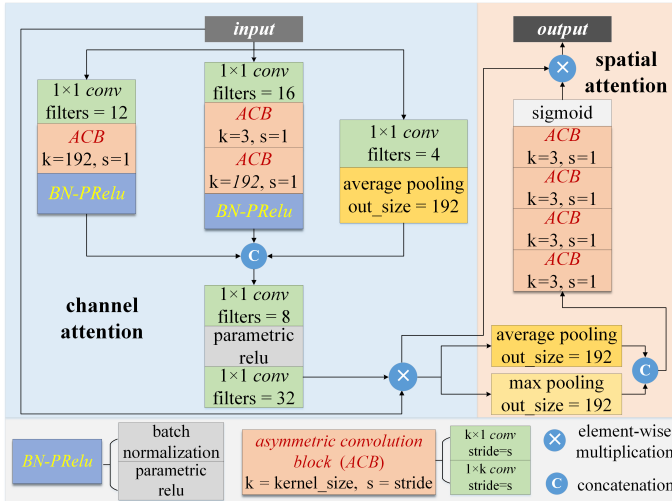 input
output
1×1 conv
filters = 12
ACB
k=192, s=1
BN-PRelu
1×1 conv
filters = 16
ACB
k=3, s=1
ACB
k=192, s=1
BN-PRelu
1×1 conv
filters = 4
average pooling
out_size = 192
C
channel
attention
1×1 conv
filters = 8
parametric
relu
1×1 conv
filters = 32
×
×
spatial
attention
sigmoid
ACB
k=3, s=1
ACB
k=3, s=1
ACB
k=3, s=1
ACB
k=3, s=1
average pooling
out_size = 192
max pooling
out_size = 192
C
BN-PRelu
batch
normalization
parametric
relu
asymmetric convolution
block (ACB)
k = kernel_size, s = stride
k×1 conv
stride=s
1×k conv
stride=s
× element-wise
multiplication
C concatenation